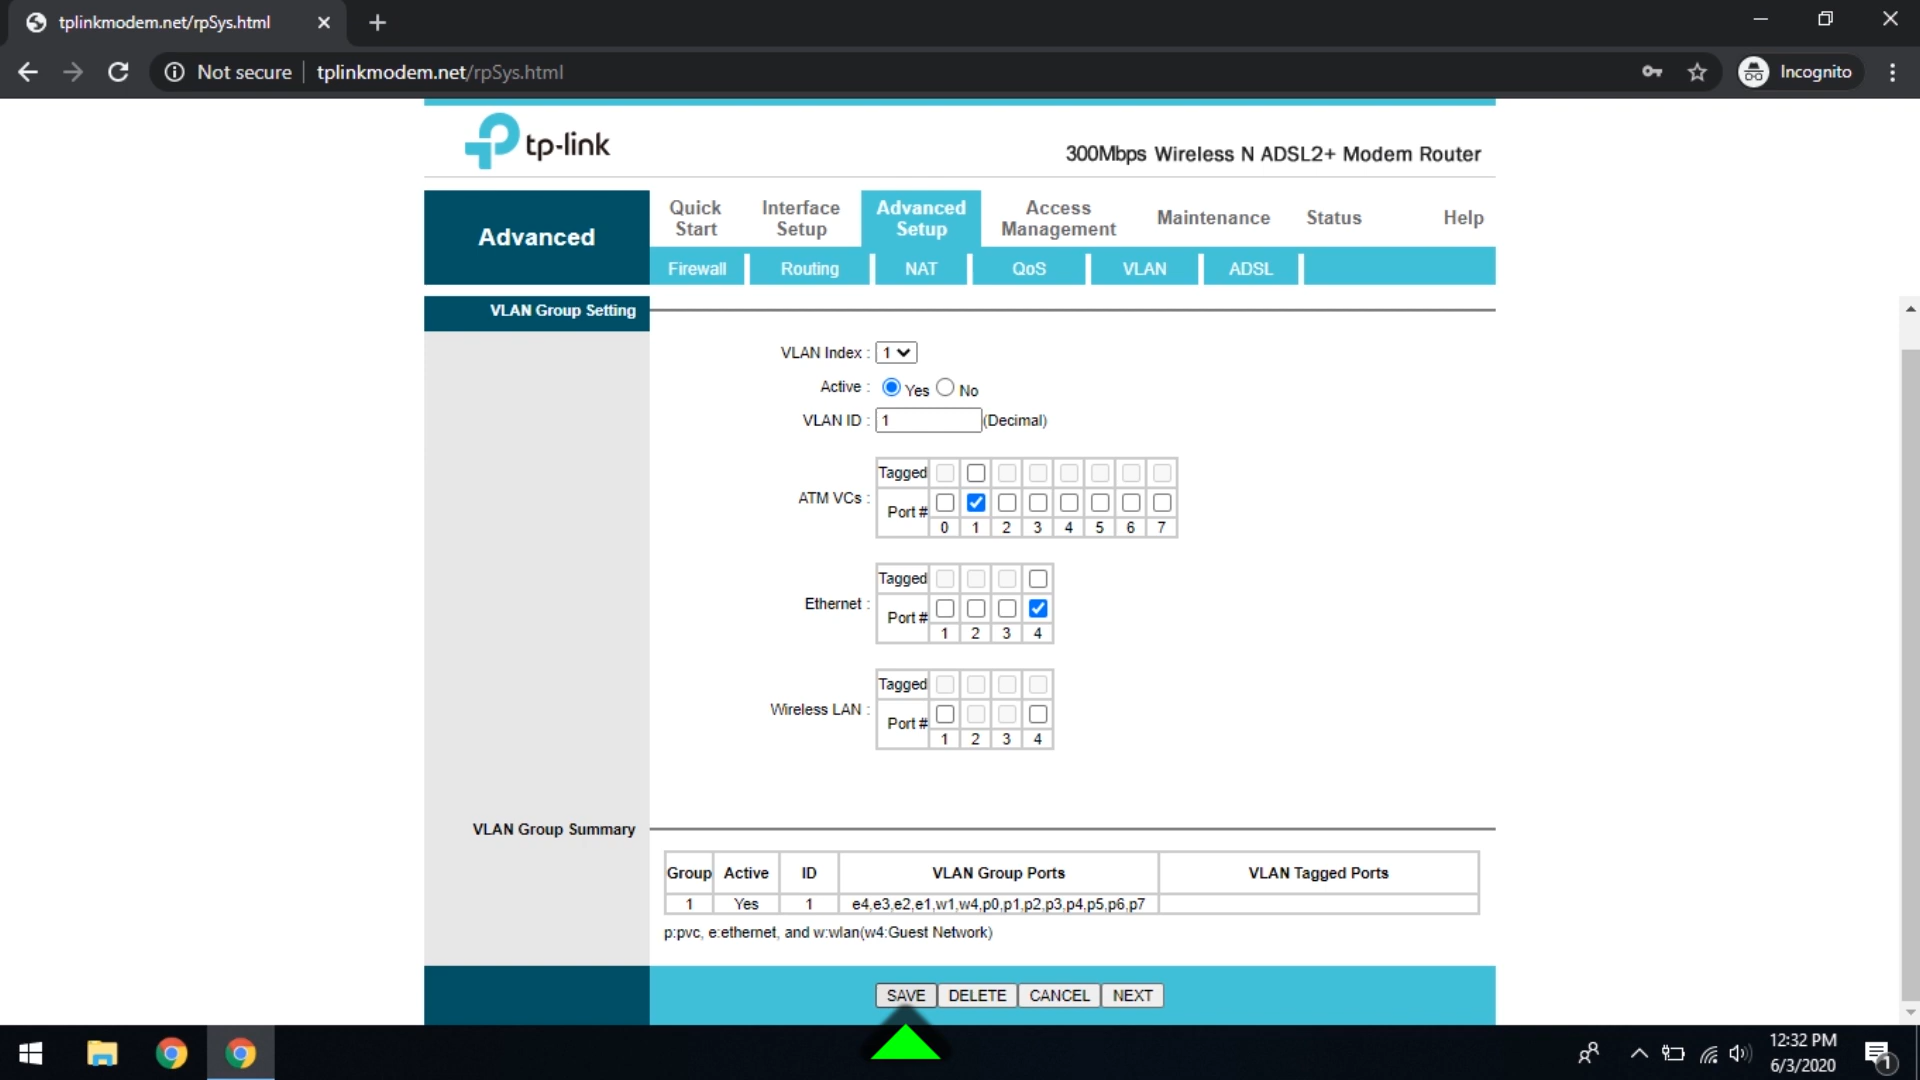 tplinkmodem.net/rpSys.html
Not secure
tplinkmodem.net/rpSys.html
Incognito
tp-link
300Mbps Wireless N ADSL2+ Modem Router
Advanced
Quick Start
Interface Setup
Advanced Setup
Access Management
Maintenance
Status
Help
Firewall
Routing
NAT
QoS
VLAN
ADSL
VLAN Group Setting
VLAN Index : 1
Active : Yes No
VLAN ID : 1 (Decimal)
ATM VCs :
Tagged
Port #
0 1 2 3 4 5 6 7
Ethernet :
Tagged
Port #
1 2 3 4
Wireless LAN :
Tagged
Port #
1 2 3 4
VLAN Group Summary
Group Active ID VLAN Group Ports VLAN Tagged Ports
1 Yes 1 e4,e3,e2,e1,w1,w4,p0,p1,p2,p3,p4,p5,p6,p7
p:pvc, e:ethernet, and w:wlan(w4:Guest Network)
SAVE DELETE CANCEL NEXT
12:32 PM
6/3/2020
1